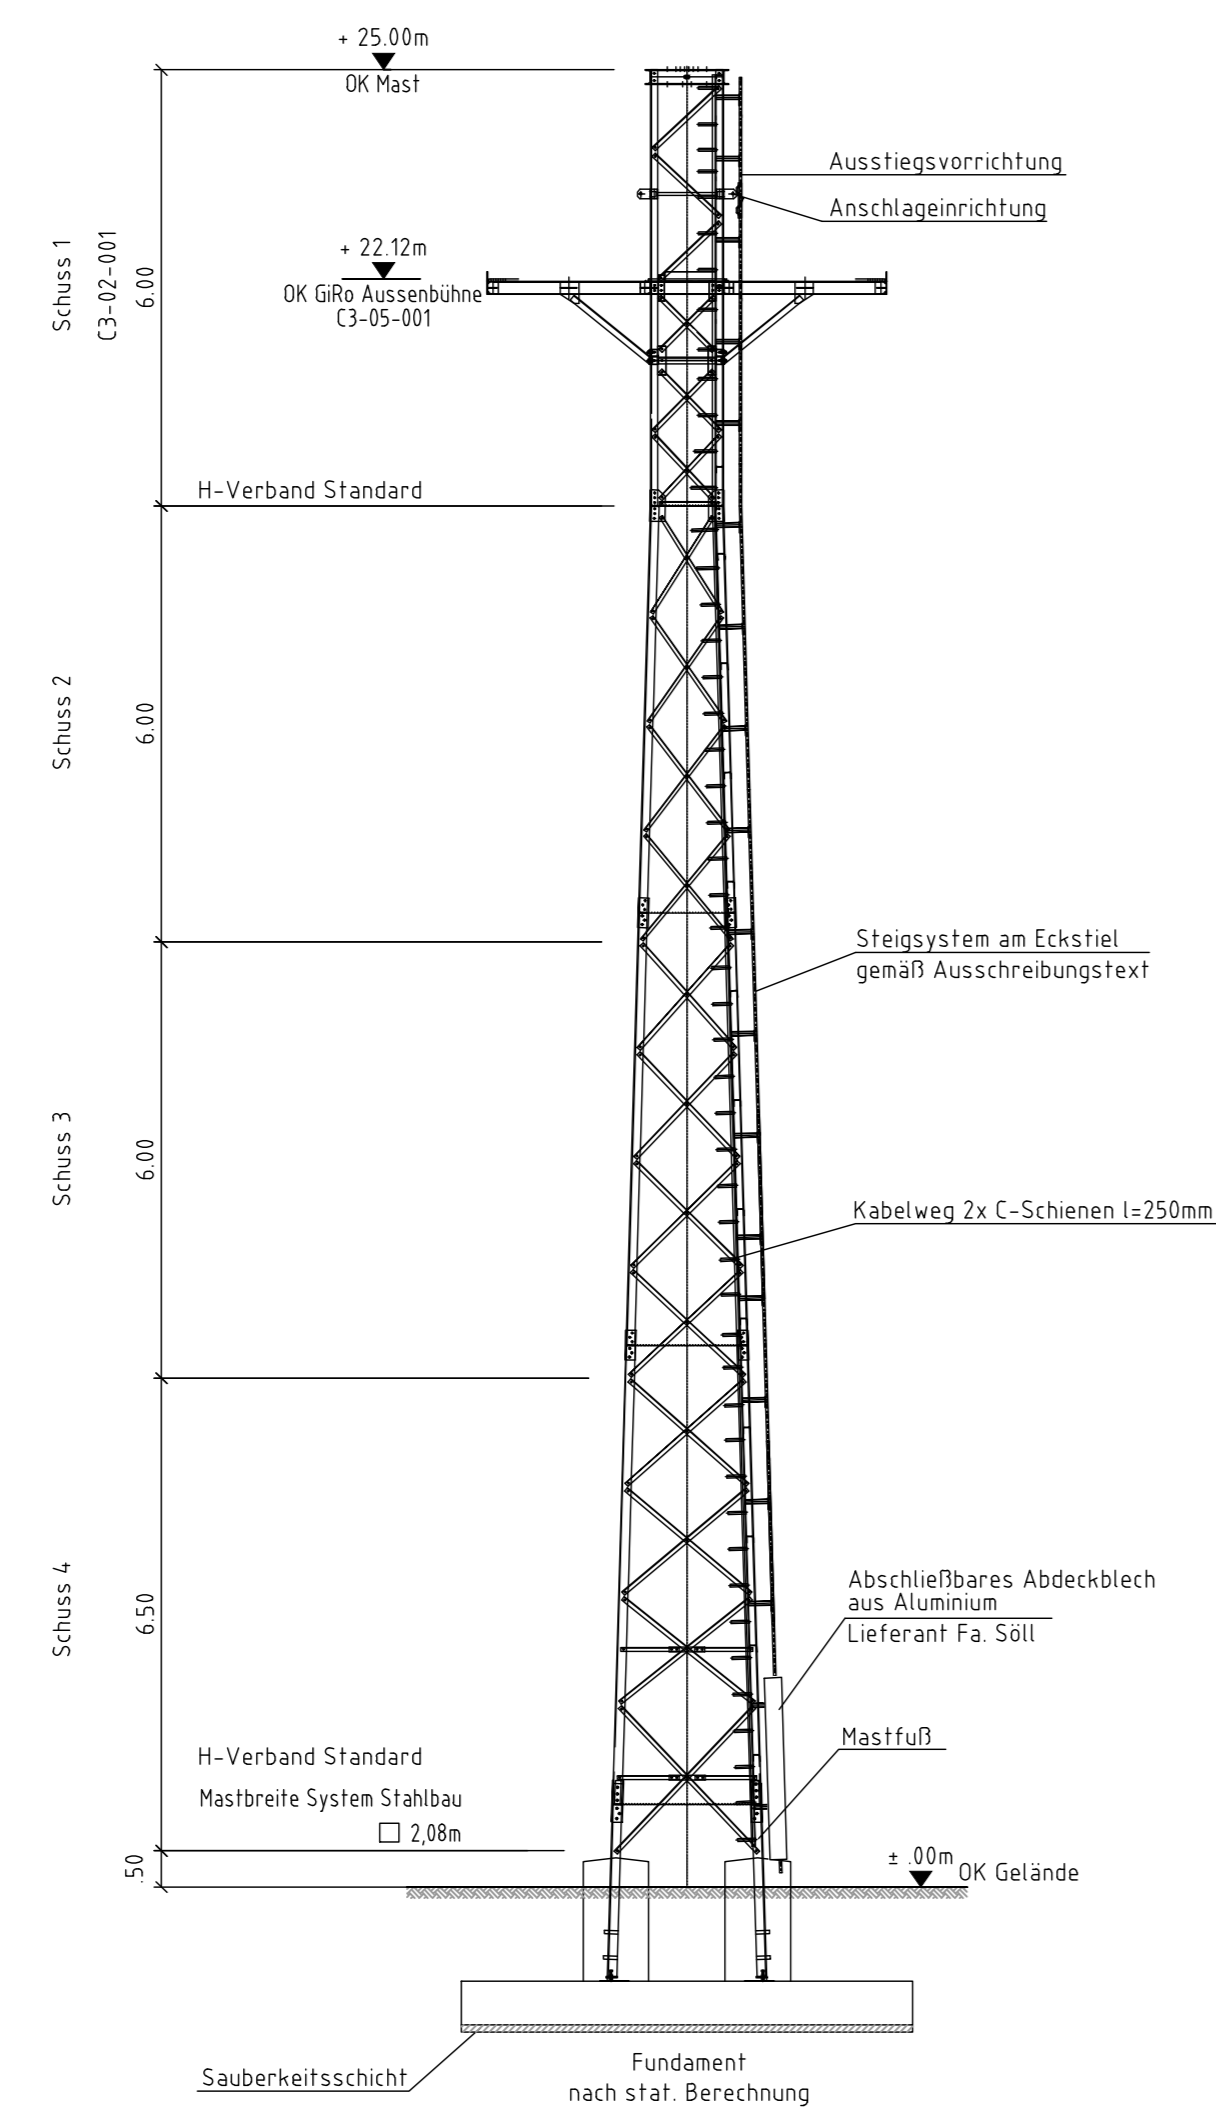 + 25.00m
OK Mast
Ausstiegsvorrichtung
Anschlageinrichtung
Schuss 1
C3-02-001
6.00
+ 22.12m
OK GiRo Aussenbühne
C3-05-001
H-Verband Standard
Schuss 2
6.00
Steigsystem am Eckstiel
gemäß Ausschreibungstext
Schuss 3
6.00
Kabelweg 2x C-Schienen l=250mm
Schuss 4
6.50
Abschließbares Abdeckblech
aus Aluminium
Lieferant Fa. Söll
Mastfuß
H-Verband Standard
Mastbreite System Stahlbau
□ 2,08m
.50
± .00m
OK Gelände
Sauberkeitsschicht
Fundament
nach stat. Berechnung